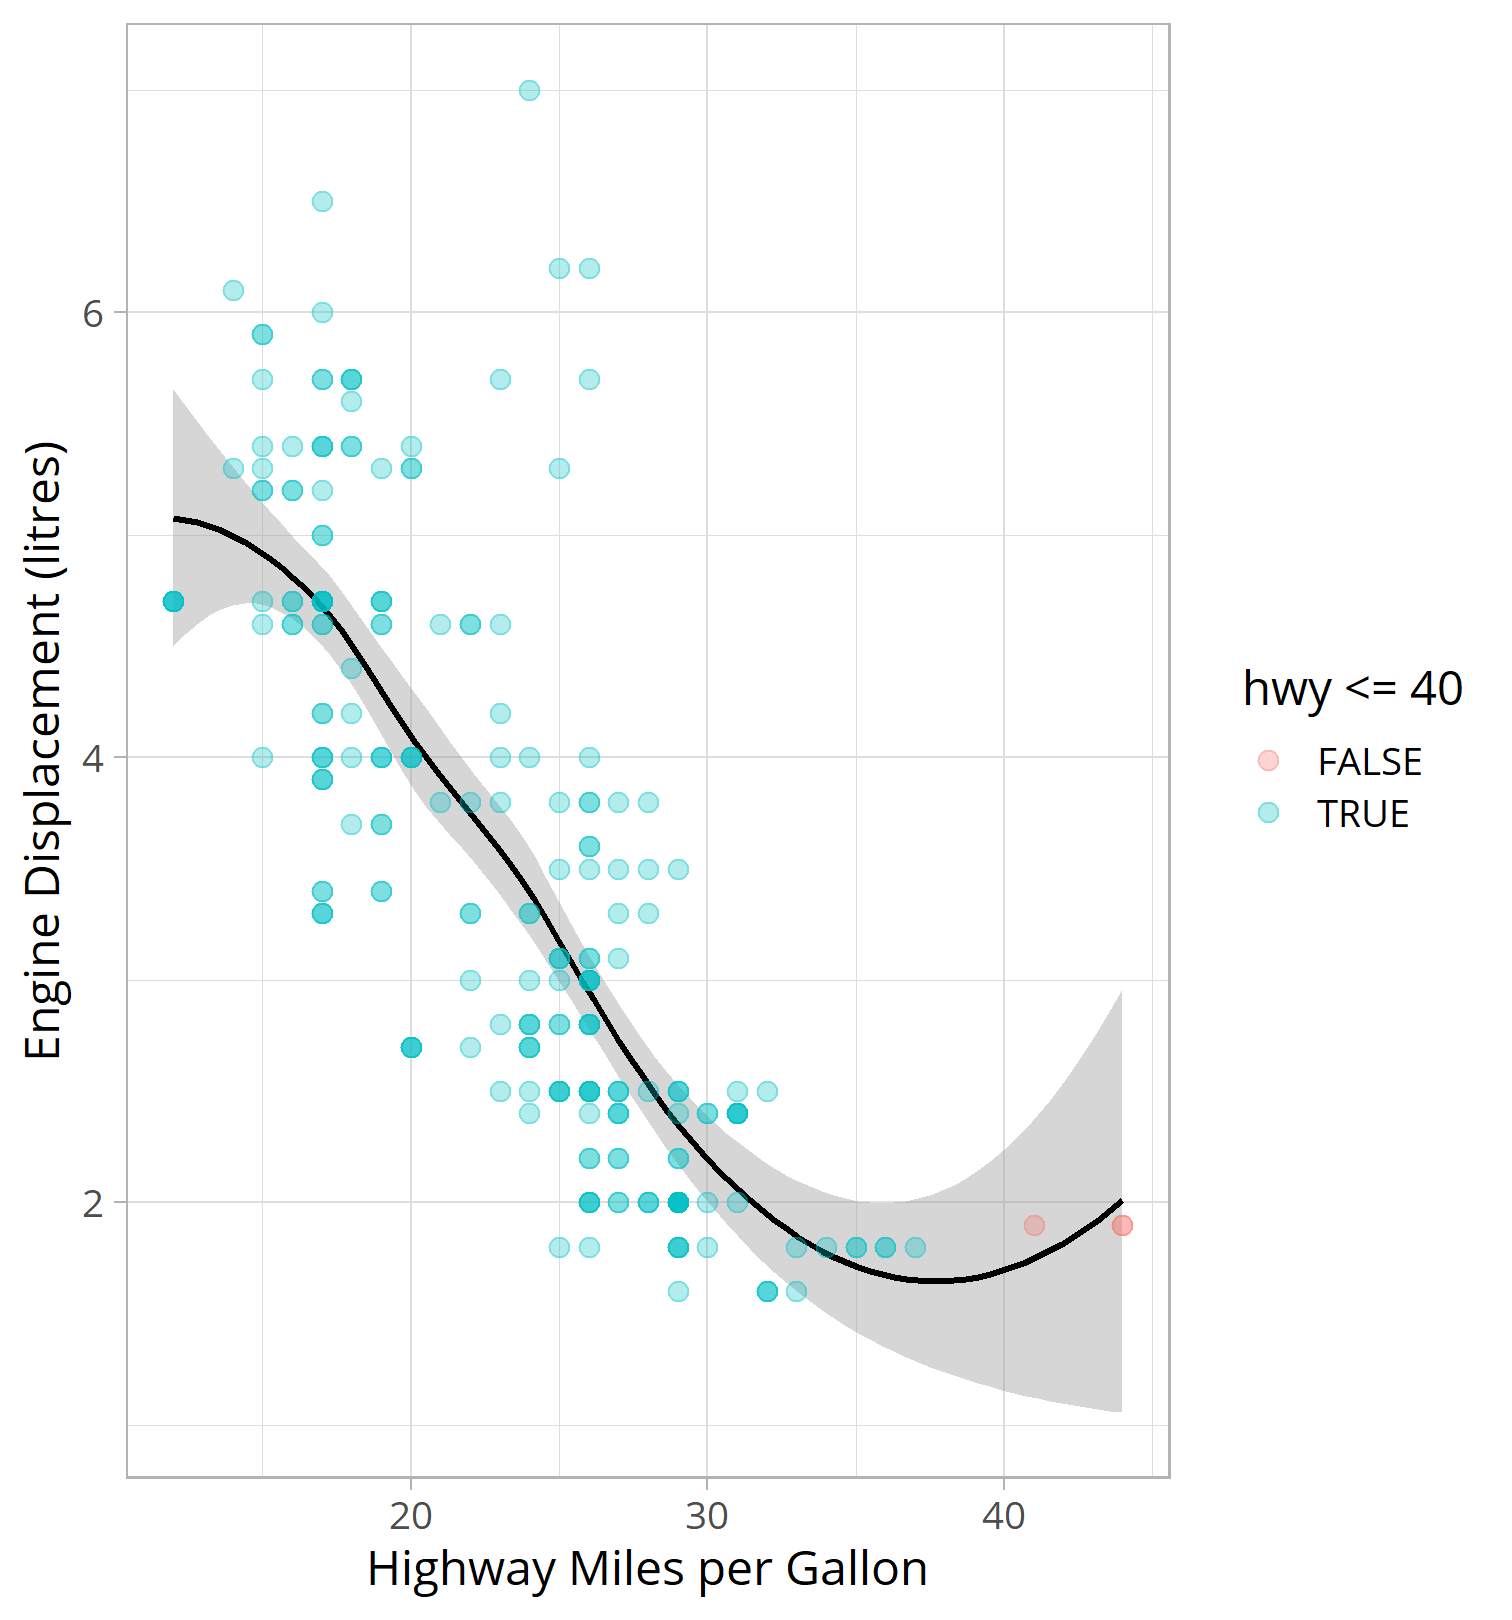 6
4
2
Engine Displacement (litres)
20
30
40
Highway Miles per Gallon
hwy <= 40
FALSE
TRUE